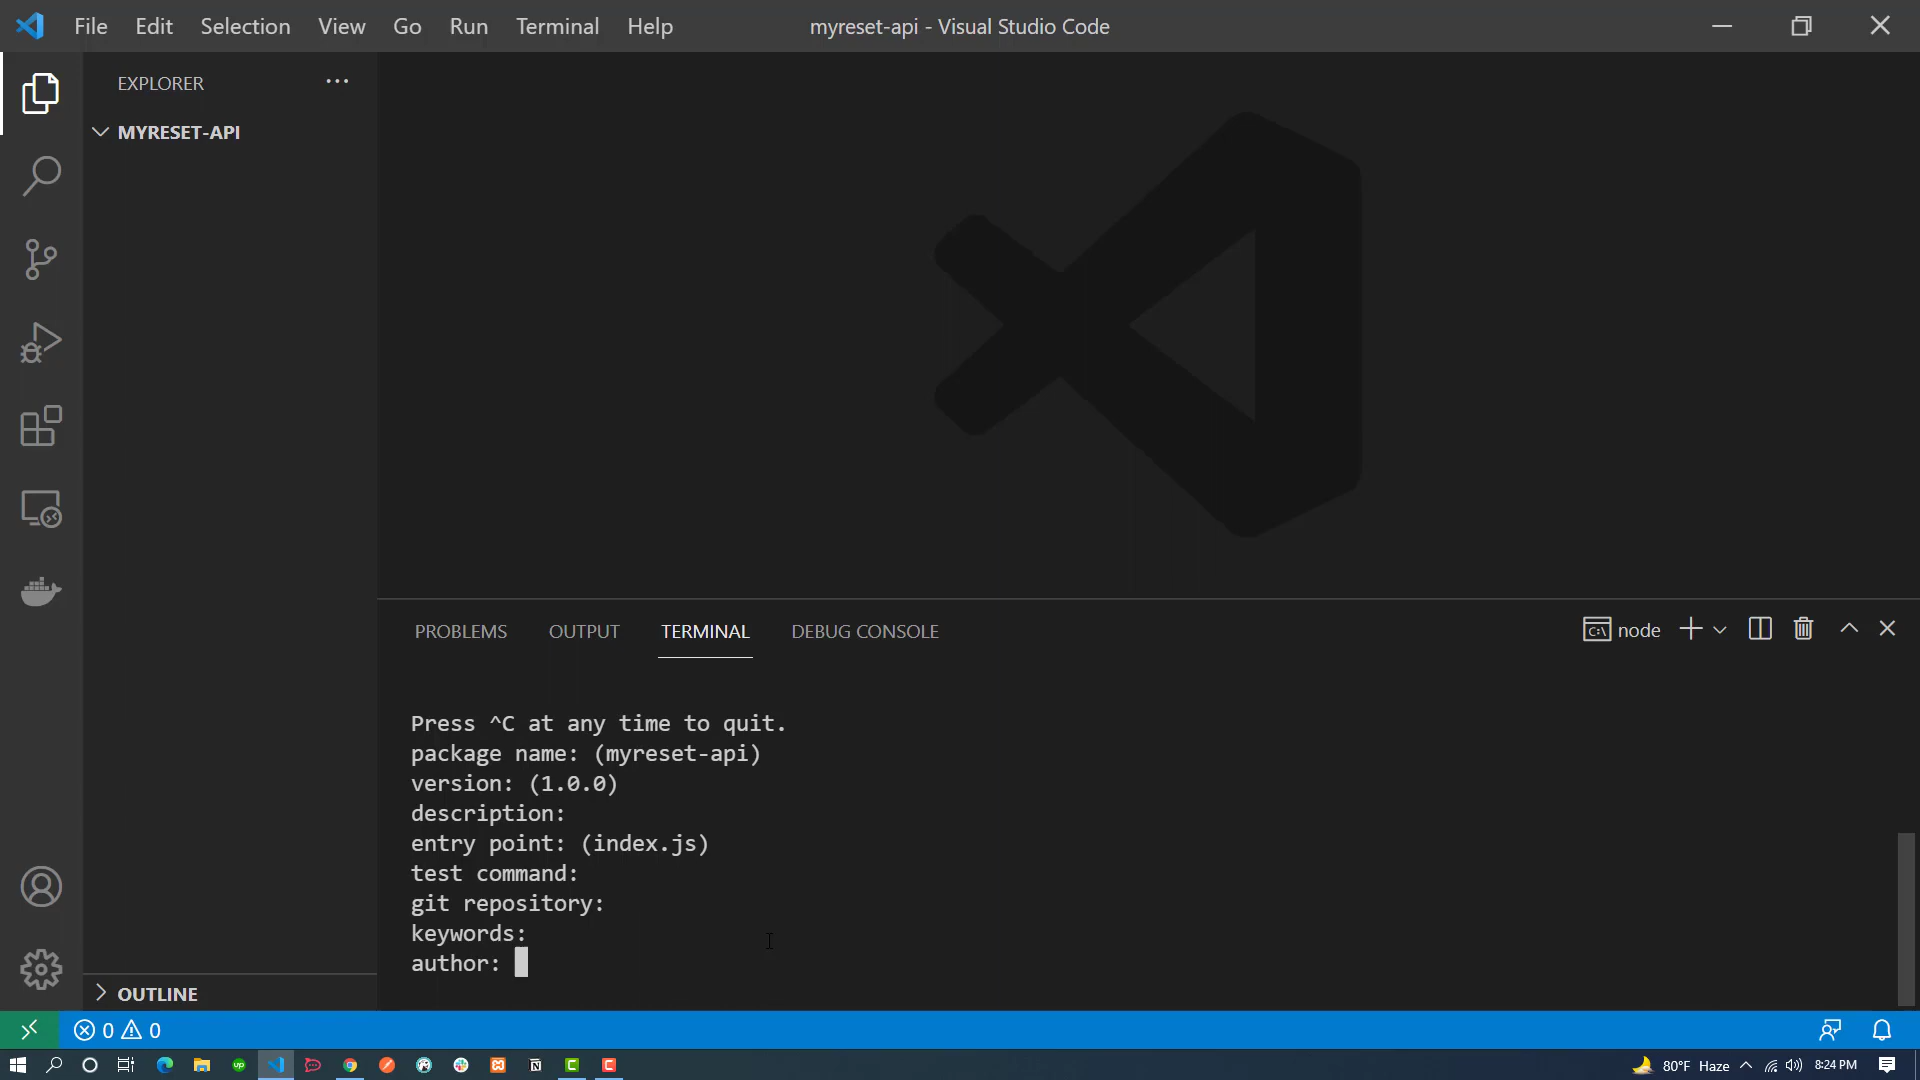 File Edit Selection View Go Run Terminal Help
myreset-api - Visual Studio Code
EXPLORER
MYRESET-API
PROBLEMS OUTPUT TERMINAL DEBUG CONSOLE
node
Press ^C at any time to quit.
package name: (myreset-api)
version: (1.0.0)
description:
entry point: (index.js)
test command:
git repository:
keywords:
author:
OUTLINE
0 0
80°F Haze 8:24 PM